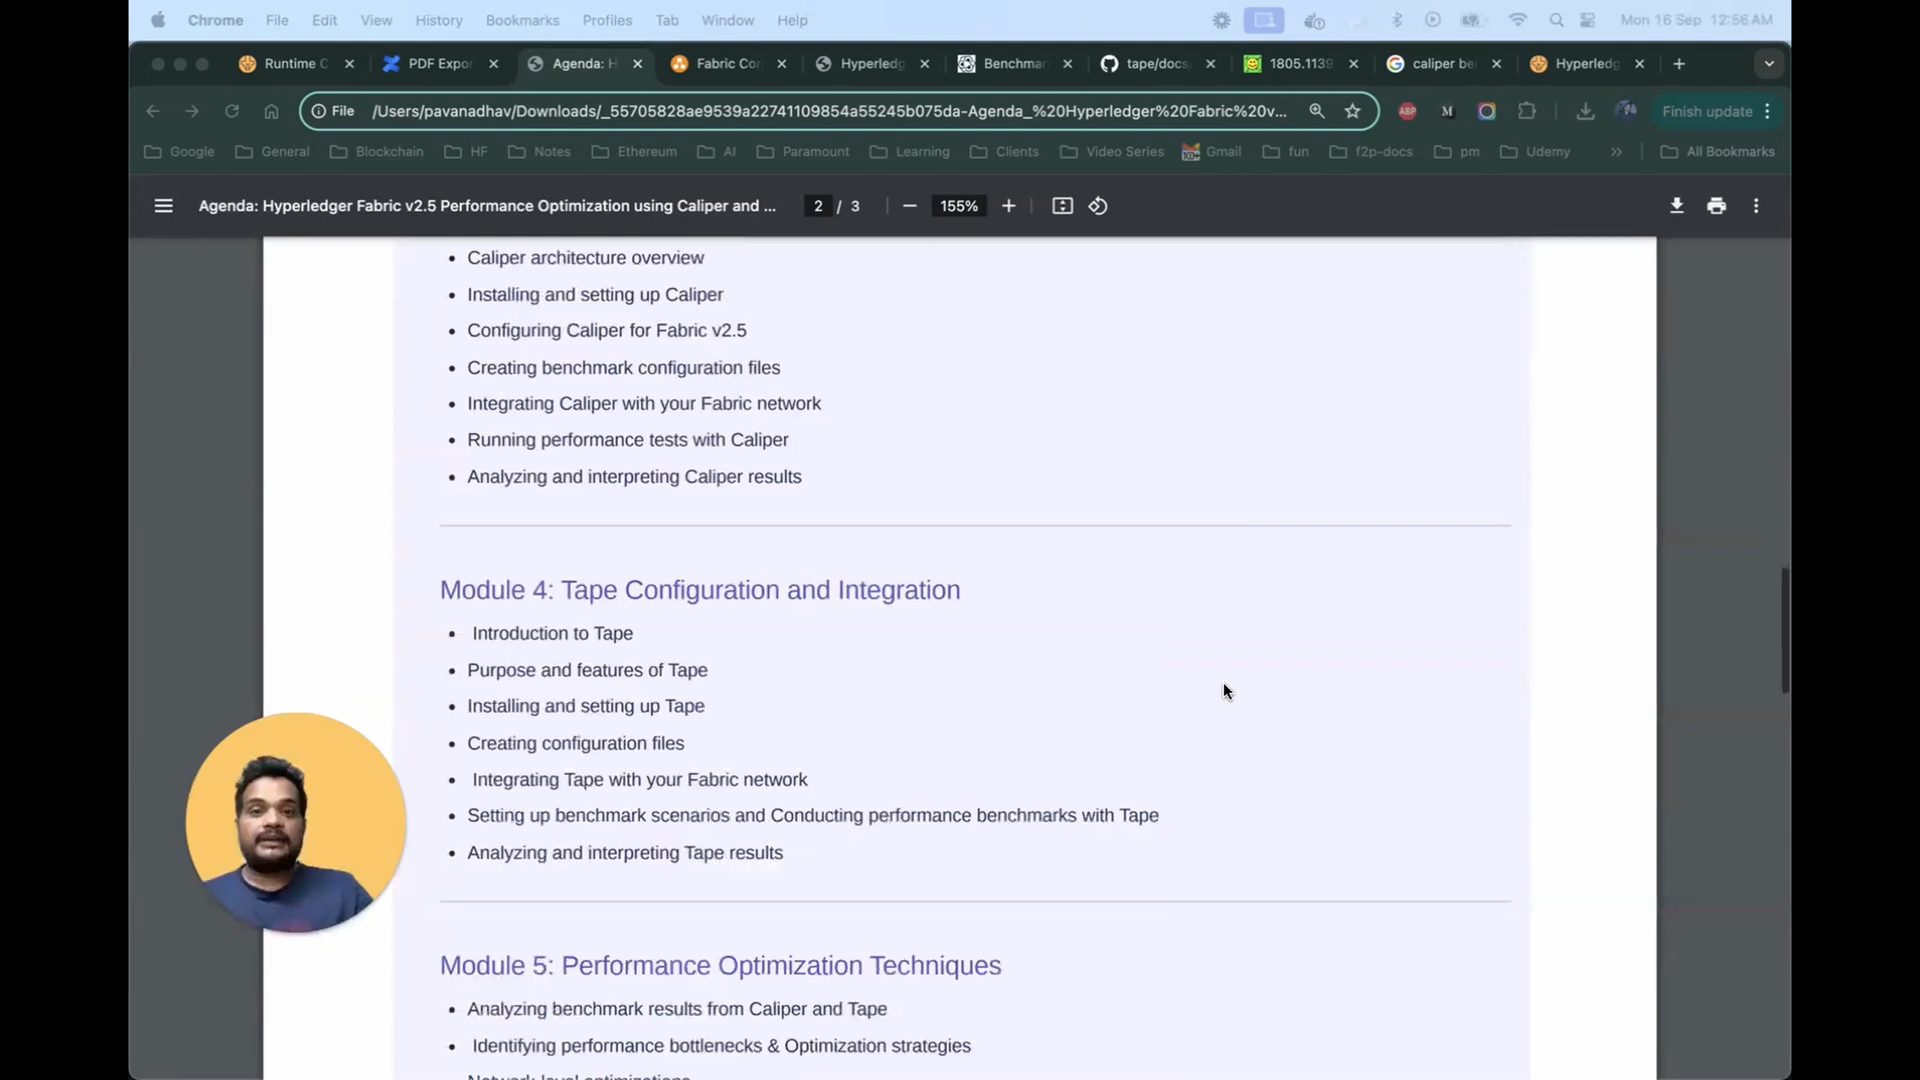 Chrome File Edit View History Bookmarks Profiles Tab Window Help Mon 16 Sep 12:56 AM
Runtime C PDF Expor Agenda: H Fabric Con Hyperledg Benchmar tape/docs/ 1805.1139 caliper be Hyperledg
File /Users/pavanadhav/Downloads/_55705828ae9539a22741109854a55245b075da-Agenda_%20Hyperledger%20Fabric%20v... ABP M Finish update
Google General Blockchain HF Notes Ethereum AI Paramount Learning Clients Video Series Gmail fun f2p-docs pm Udemy » All Bookmarks
Agenda: Hyperledger Fabric v2.5 Performance Optimization using Caliper and ... 2 / 3 155%
• Caliper architecture overview
• Installing and setting up Caliper
• Configuring Caliper for Fabric v2.5
• Creating benchmark configuration files
• Integrating Caliper with your Fabric network
• Running performance tests with Caliper
• Analyzing and interpreting Caliper results
Module 4: Tape Configuration and Integration
• Introduction to Tape
• Purpose and features of Tape
• Installing and setting up Tape
• Creating configuration files
• Integrating Tape with your Fabric network
• Setting up benchmark scenarios and Conducting performance benchmarks with Tape
• Analyzing and interpreting Tape results
Module 5: Performance Optimization Techniques
• Analyzing benchmark results from Caliper and Tape
• Identifying performance bottlenecks & Optimization strategies
Network level optimizations